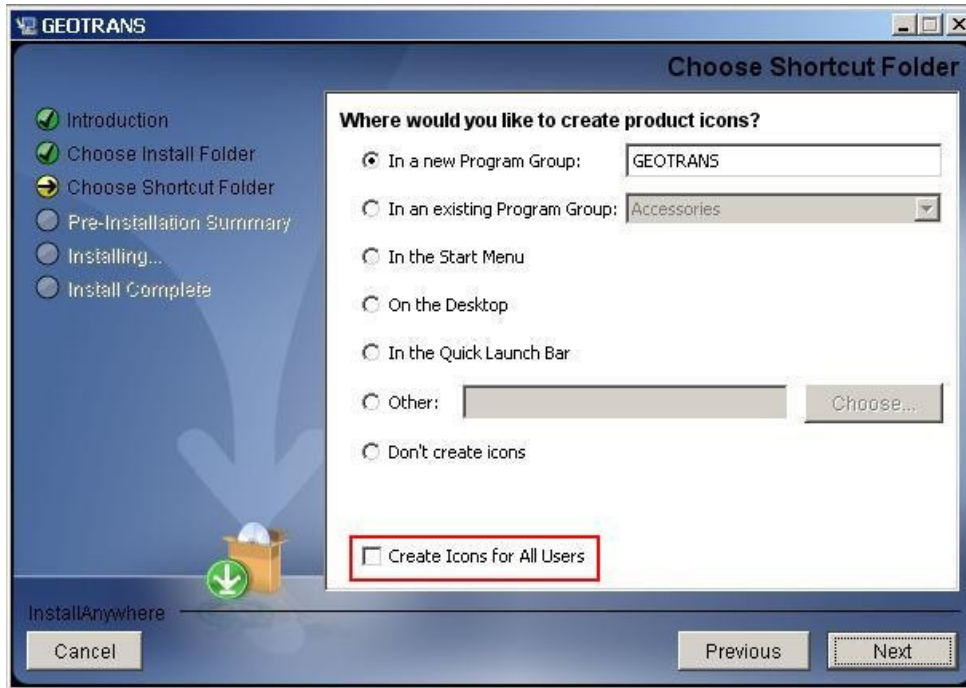 GEOTRANS
Choose Shortcut Folder
Introduction
Choose Install Folder
Choose Shortcut Folder
Pre-Installation Summary
Installing...
Install Complete
Where would you like to create product icons?
In a new Program Group: GEOTRANS
In an existing Program Group: Accessories
In the Start Menu
On the Desktop
In the Quick Launch Bar
Other: Choose...
Don't create icons
Create Icons for All Users
InstallAnywhere
Cancel Previous Next